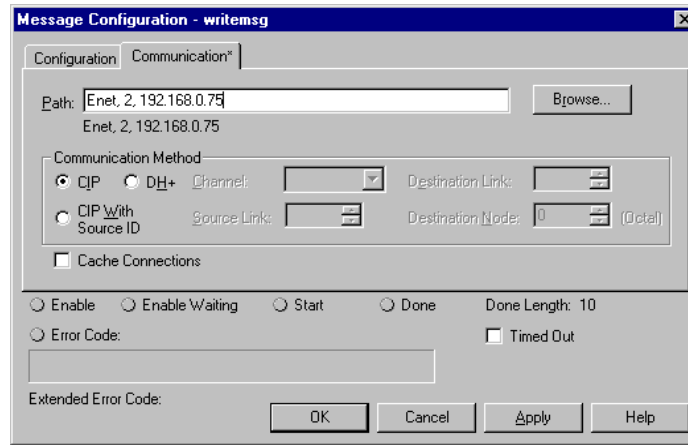 Message Configuration - writemsg
Configuration Communication*
Path: Enet, 2, 192.168.0.75 Browse...
Enet, 2, 192.168.0.75
Communication Method
CIP DH+ Channel: Destination Link:
CIP With
Source ID Source Link: Destination Node: 0 (Octal)
Cache Connections
Enable Enable Waiting Start Done Done Length: 10
Error Code: Timed Out
Extended Error Code:
OK Cancel Apply Help